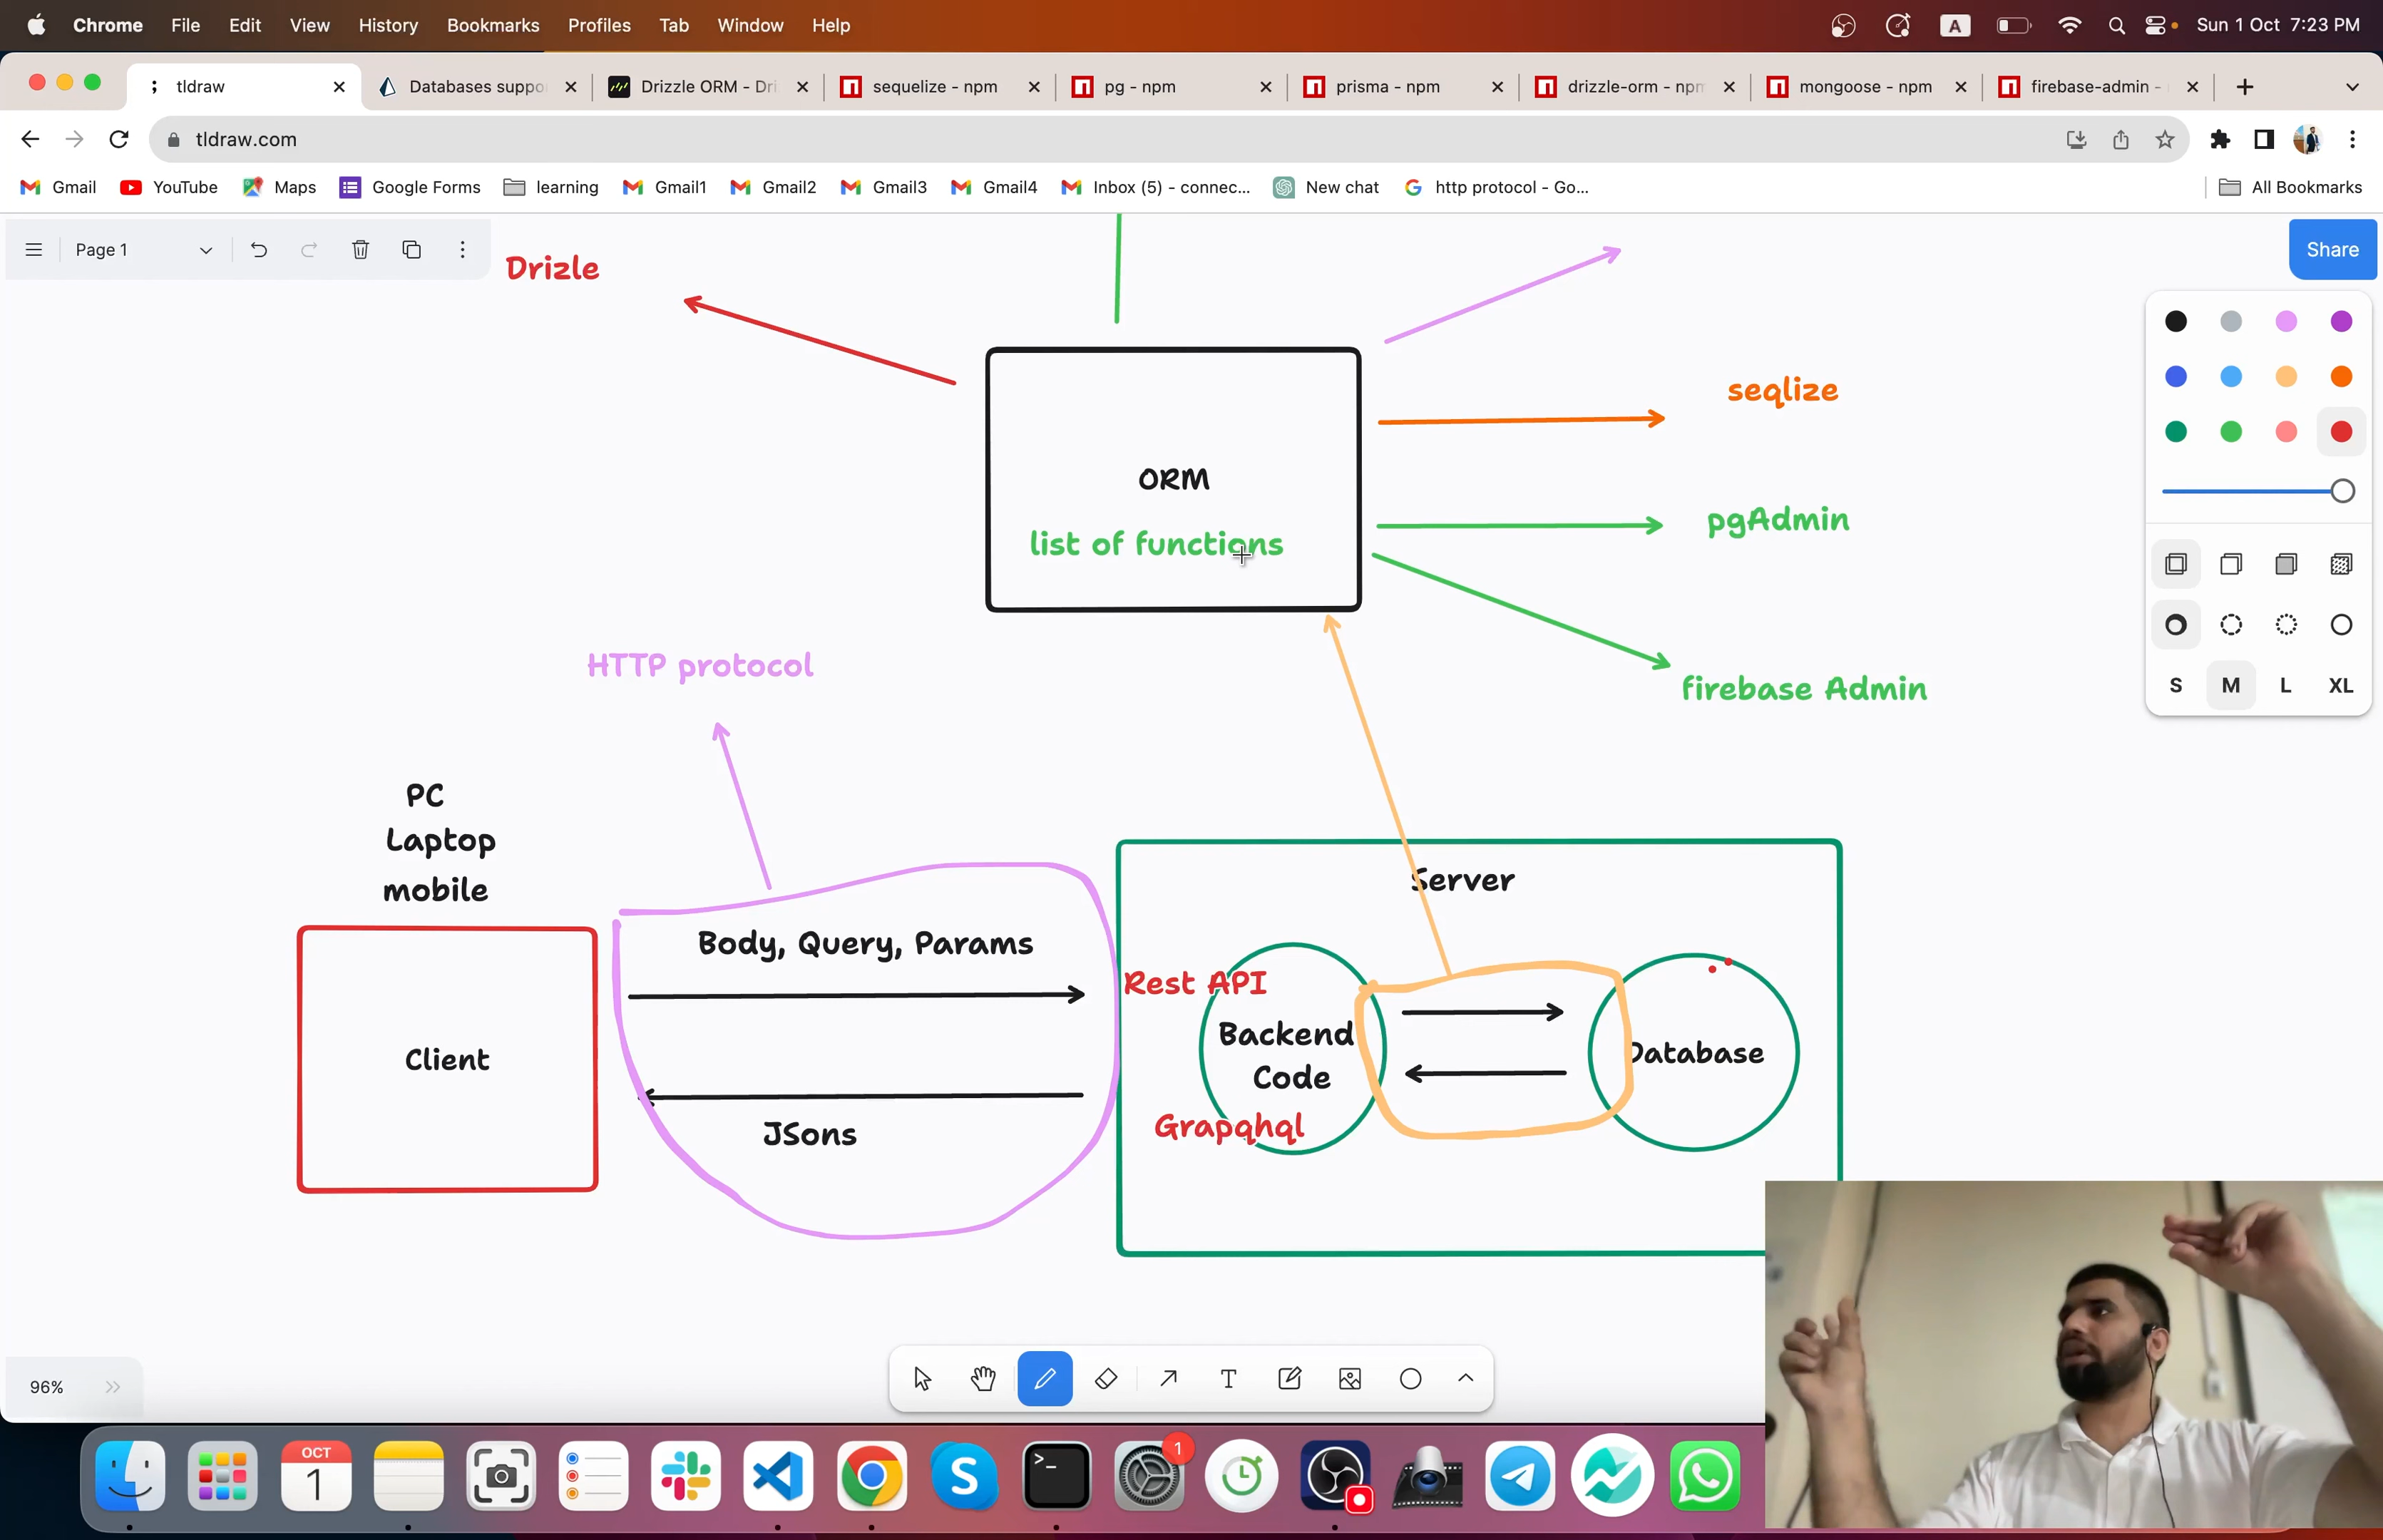 Chrome File Edit View History Bookmarks Profiles Tab Window Help
A
Sun 1 Oct 7:23 PM
tldraw
Databases suppo
Drizzle ORM - Dri
sequelize - npm
pg - npm
prisma - npm
drizzle-orm - npm
mongoose - npm
firebase-admin -
tldraw.com
Gmail
YouTube
Maps
Google Forms
learning
Gmail1
Gmail2
Gmail3
Gmail4
Inbox (5) - connec...
New chat
http protocol - Go...
All Bookmarks
Page 1
Share
Drizle
seqlize
ORM
pgAdmin
list of functions
HTTP protocol
firebase Admin
S M L XL
PC
Laptop
mobile
Server
Body, Query, Params
Rest API
Backend
Code
Database
Client
Grapqhql
JSons
96%
OCT
1
S
1